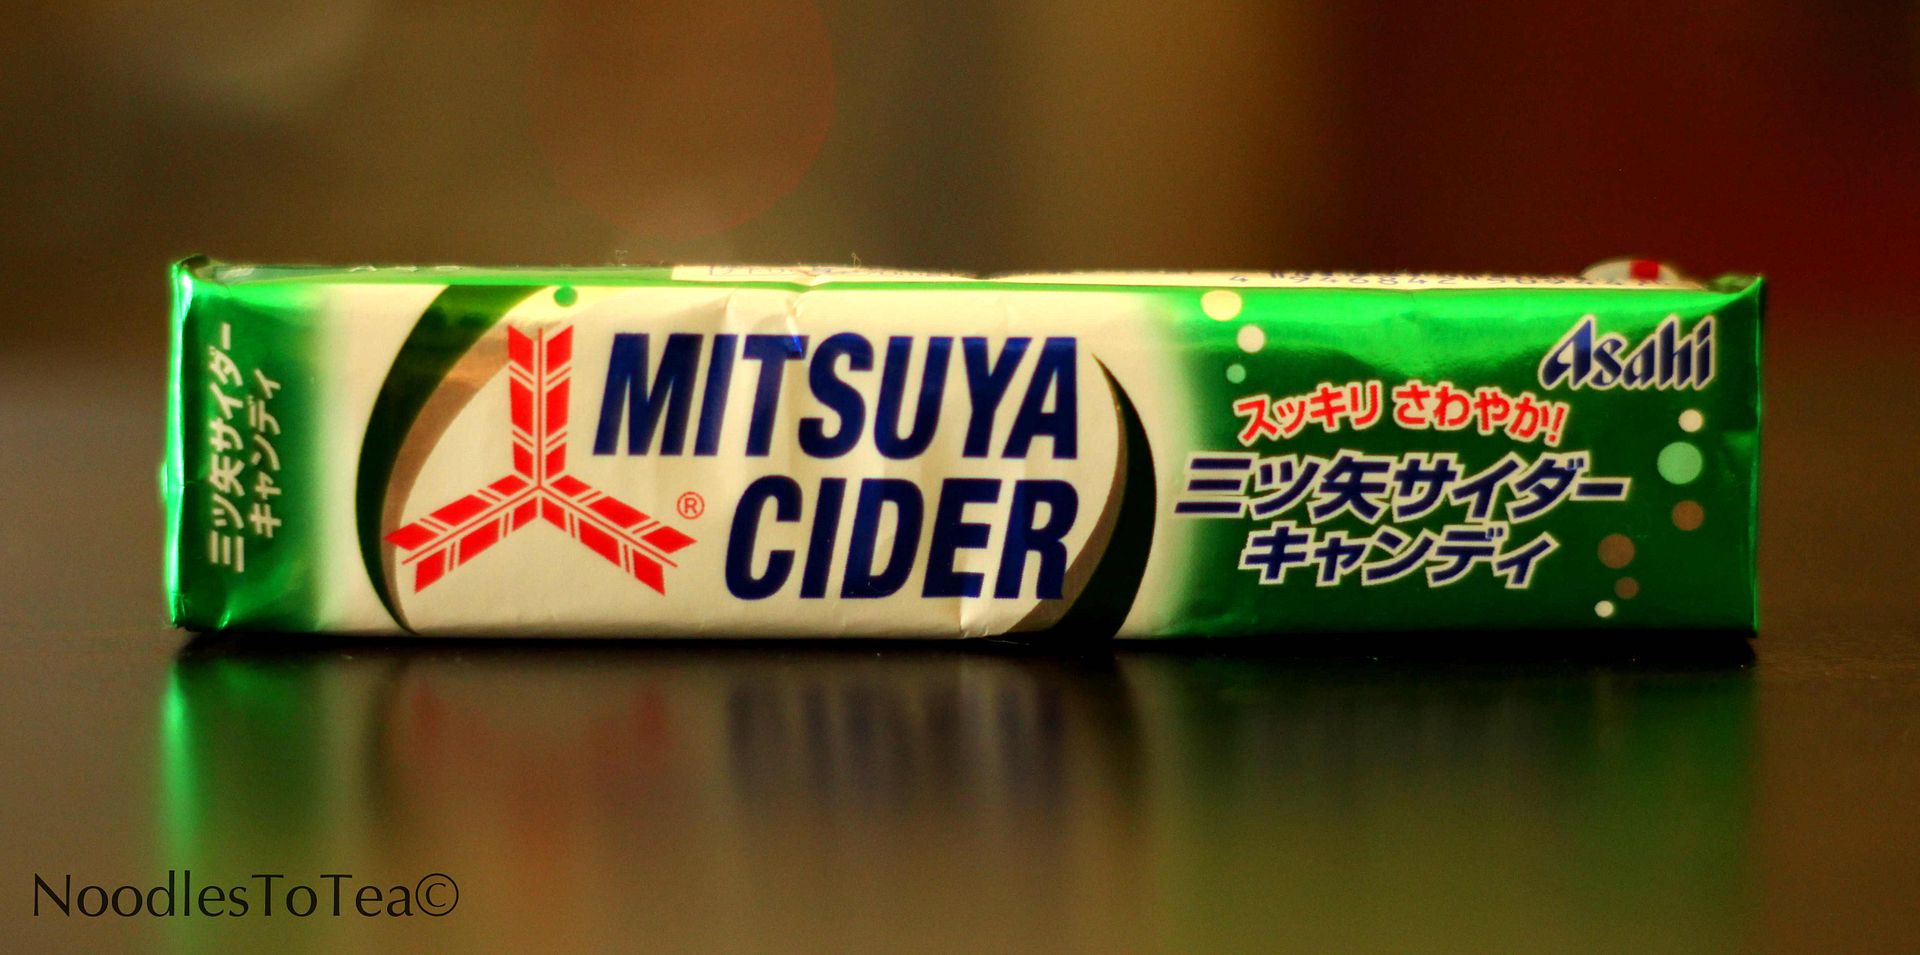 三ツ矢サイダー
キャンディ
MITSUYA
CIDER
®
Asahi
スッキリ さわやか!
三ツ矢サイダー
キャンディ
NoodlesToTea©